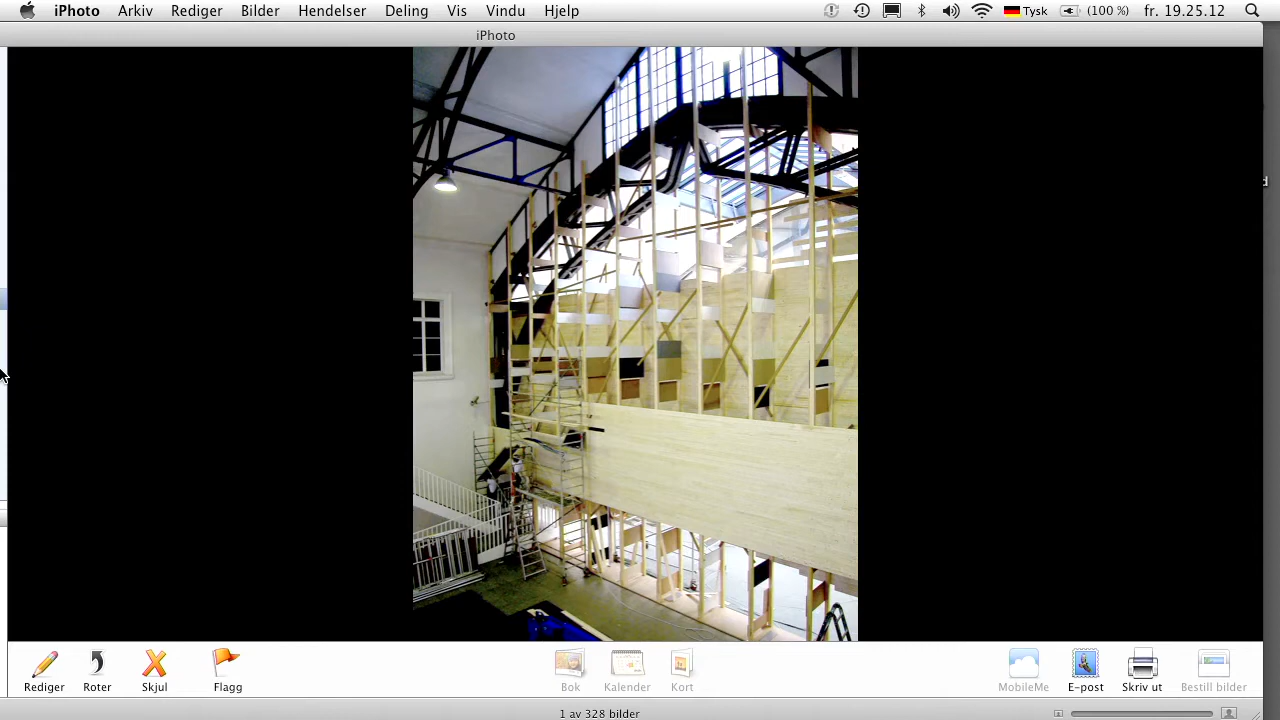 iPhoto Arkiv Rediger Bilder Hendelser Deling Vis Vindu Hjelp Tysk (100 %) fr. 19.25.12
iPhoto
d
Rediger Roter Skjul Flagg Bok Kalender Kort MobileMe E-post Skriv ut Bestill bilder
1 av 328 bilder